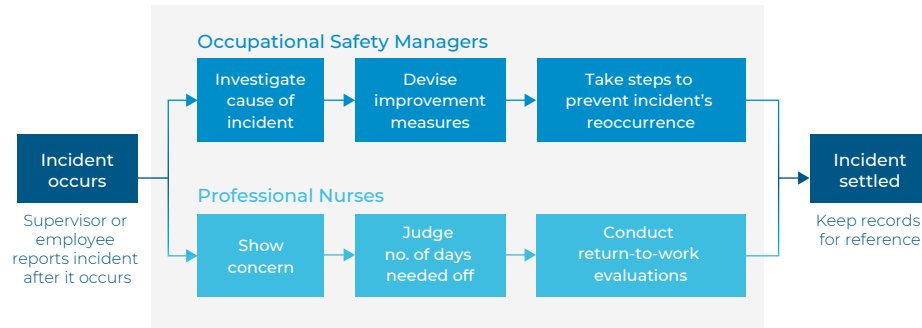 Occupational Safety Managers
Investigate
cause of
incident
Devise
improvement
measures
Take steps to
prevent incident's
reoccurrence
Incident
occurs
Supervisor or
employee
reports incident
after it occurs
Professional Nurses
Show
concern
Judge
no. of days
needed off
Conduct
return-to-work
evaluations
Incident
settled
Keep records
for reference